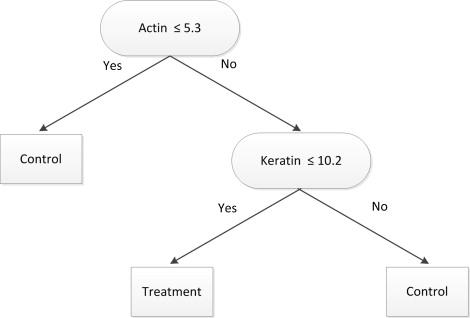 Actin ≤ 5.3
Yes
No
Control
Keratin ≤ 10.2
Yes
No
Treatment
Control